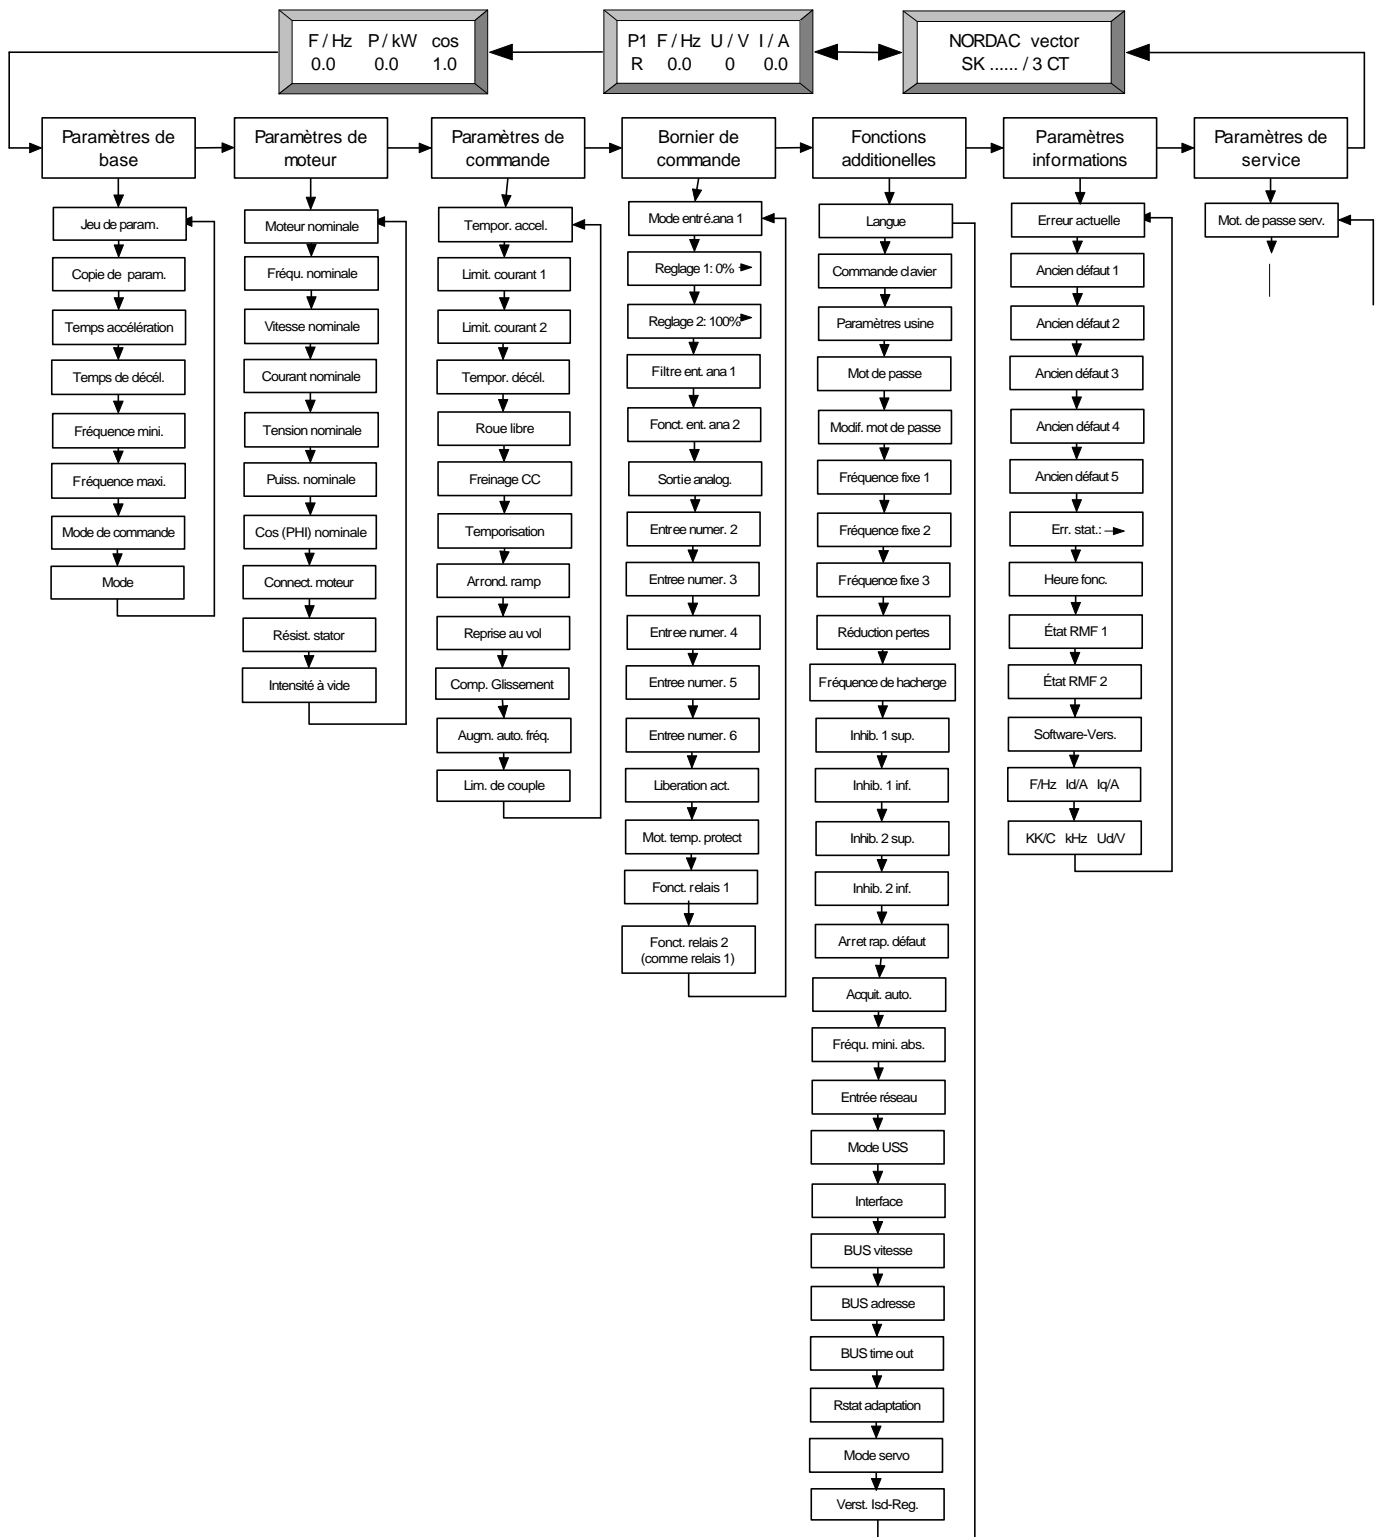 F / Hz P / kW cos
0.0 0.0 1.0
P1 F / Hz U / V I / A
R 0.0 0 0.0
NORDAC vector
SK ...... / 3 CT
Paramètres de
base
Paramètres de
moteur
Paramètres de
commande
Bornier de
commande
Fonctions
additionelles
Paramètres
informations
Paramètres de
service
Jeu de param.
Copie de param.
Temps accélération
Temps de décél.
Fréquence mini.
Fréquence maxi.
Mode de commande
Mode
Moteur nominale
Fréqu. nominale
Vitesse nominale
Courant nominale
Tension nominale
Puiss. nominale
Cos (PHI) nominale
Connect. moteur
Résist. stator
Intensité à vide
Tempor. accel.
Limit. courant 1
Limit. courant 2
Tempor. décél.
Roue libre
Freinage CC
Temporisation
Arrond. ramp
Reprise au vol
Comp. Glissement
Augm. auto. fréq.
Lim. de couple
Mode entré.ana 1
Reglage 1: 0%
Reglage 2: 100%
Filtre ent. ana 1
Fonct. ent. ana 2
Sortie analog.
Entree numer. 2
Entree numer. 3
Entree numer. 4
Entree numer. 5
Entree numer. 6
Liberation act.
Mot. temp. protect
Fonct. relais 1
Fonct. relais 2
(comme relais 1)
Langue
Commande clavier
Paramètres usine
Mot de passe
Modif. mot de passe
Fréquence fixe 1
Fréquence fixe 2
Fréquence fixe 3
Réduction pertes
Fréquence de hacherge
Inhib. 1 sup.
Inhib. 1 inf.
Inhib. 2 sup.
Inhib. 2 inf.
Arret rap. défaut
Acquit. auto.
Fréqu. mini. abs.
Entrée réseau
Mode USS
Interface
BUS vitesse
BUS adresse
BUS time out
Rstat adaptation
Mode servo
Verst. Isd-Reg.
Erreur actuelle
Ancien défaut 1
Ancien défaut 2
Ancien défaut 3
Ancien défaut 4
Ancien défaut 5
Err. stat.:
Heure fonc.
État RMF 1
État RMF 2
Software-Vers.
F/Hz Id/A Iq/A
KK/C kHz Ud/V
Mot. de passe serv.